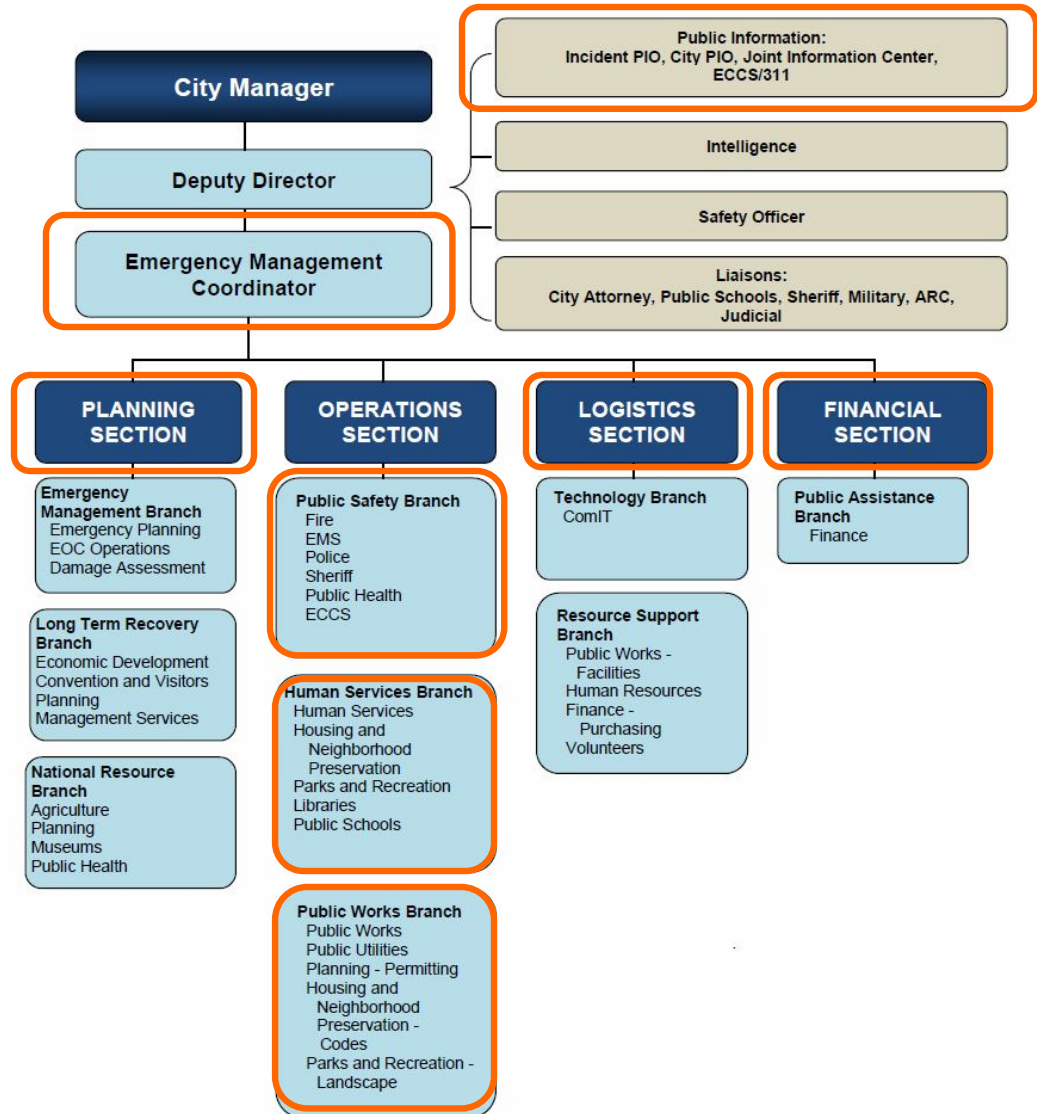 City Manager
Deputy Director
Emergency Management
Coordinator
Public Information:
Incident PIO, City PIO, Joint Information Center,
ECCS/311
Intelligence
Safety Officer
Liaisons:
City Attorney, Public Schools, Sheriff, Military, ARC,
Judicial
PLANNING
SECTION
Emergency
Management Branch
Emergency Planning
EOC Operations
Damage Assessment
Long Term Recovery
Branch
Economic Development
Convention and Visitors
Planning
Management Services
National Resource
Branch
Agriculture
Planning
Museums
Public Health
OPERATIONS
SECTION
Public Safety Branch
Fire
EMS
Police
Sheriff
Public Health
ECCS
Human Services Branch
Human Services
Housing and
Neighborhood
Preservation
Parks and Recreation
Libraries
Public Schools
Public Works Branch
Public Works
Public Utilities
Planning - Permitting
Housing and
Neighborhood
Preservation -
Codes
Parks and Recreation -
Landscape
LOGISTICS
SECTION
Technology Branch
ComIT
Resource Support
Branch
Public Works -
Facilities
Human Resources
Finance -
Purchasing
Volunteers
FINANCIAL
SECTION
Public Assistance
Branch
Finance